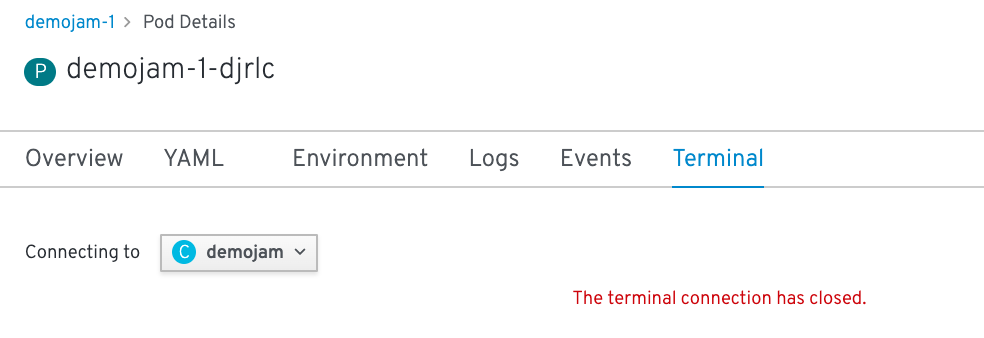 demojam-1 > Pod Details
P demojam-1-djrlc
Overview YAML Environment Logs Events Terminal
Connecting to C demojam
The terminal connection has closed.